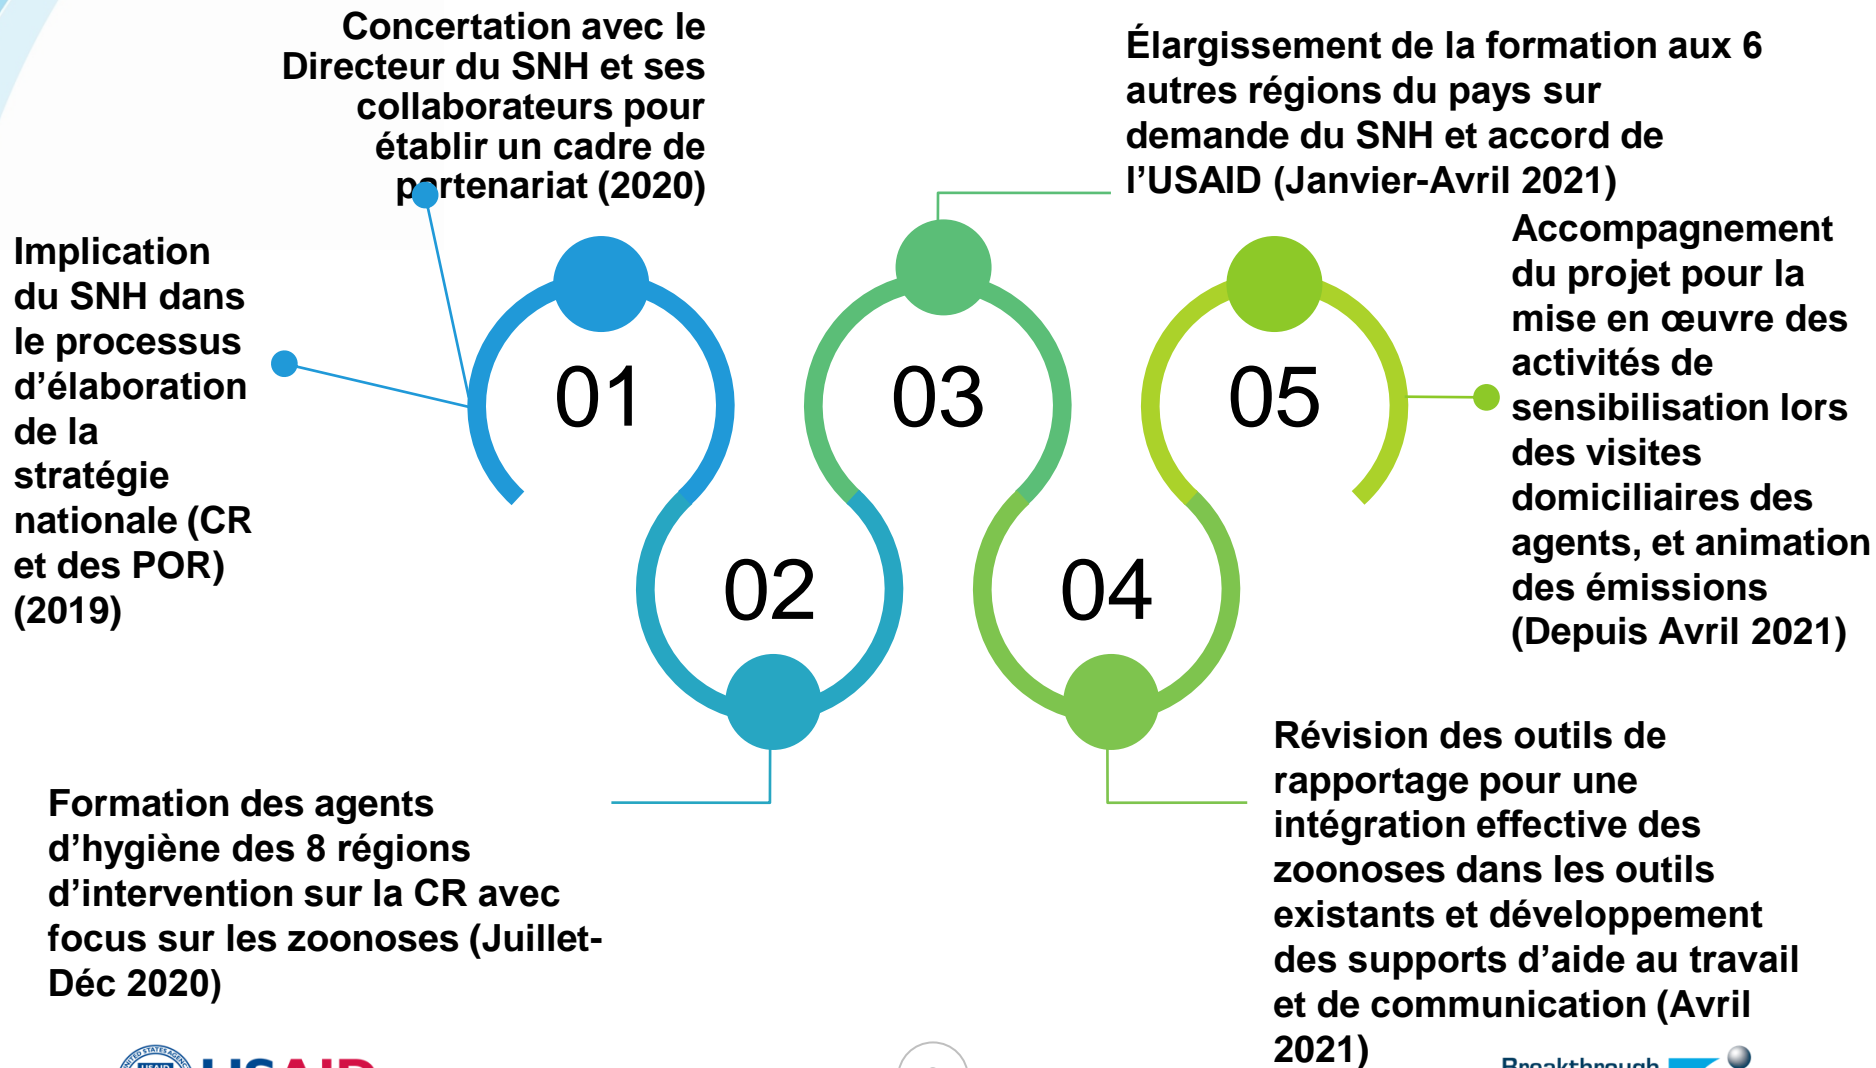 Concertation avec le
Directeur du SNH et ses
collaborateurs pour
établir un cadre de
partenariat (2020)
Implication
du SNH dans
le processus
d’élaboration
de la
stratégie
nationale (CR
et des POR)
(2019)
01
Formation des agents
d’hygiène des 8 régions
d’intervention sur la CR avec
focus sur les zoonoses (Juillet-
Déc 2020)
02
Élargissement de la formation aux 6
autres régions du pays sur
demande du SNH et accord de
l’USAID (Janvier-Avril 2021)
03
Révision des outils de
rapportage pour une
intégration effective des
zoonoses dans les outils
existants et développement
des supports d’aide au travail
et de communication (Avril
2021)
04
Accompagnement
du projet pour la
mise en œuvre des
activités de
sensibilisation lors
des visites
domiciliaires des
agents, et animation
des émissions
(Depuis Avril 2021)
05
UNITED STATES AGENCY
USAID
USAID
Breakthrough